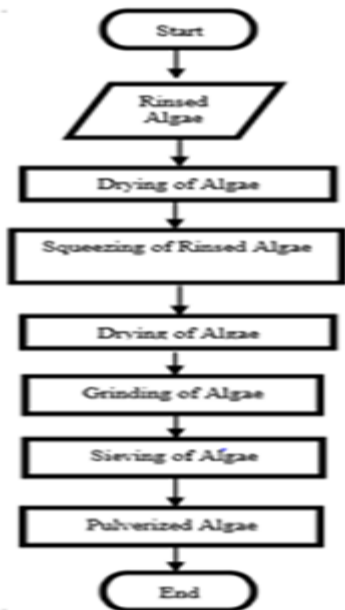 Start
Rinsed
Algae
Drying of Algae
Squeezing of Rinsed Algae
Drying of Algae
Grinding of Algae
Sieving of Algae
Pulverized Algae
End